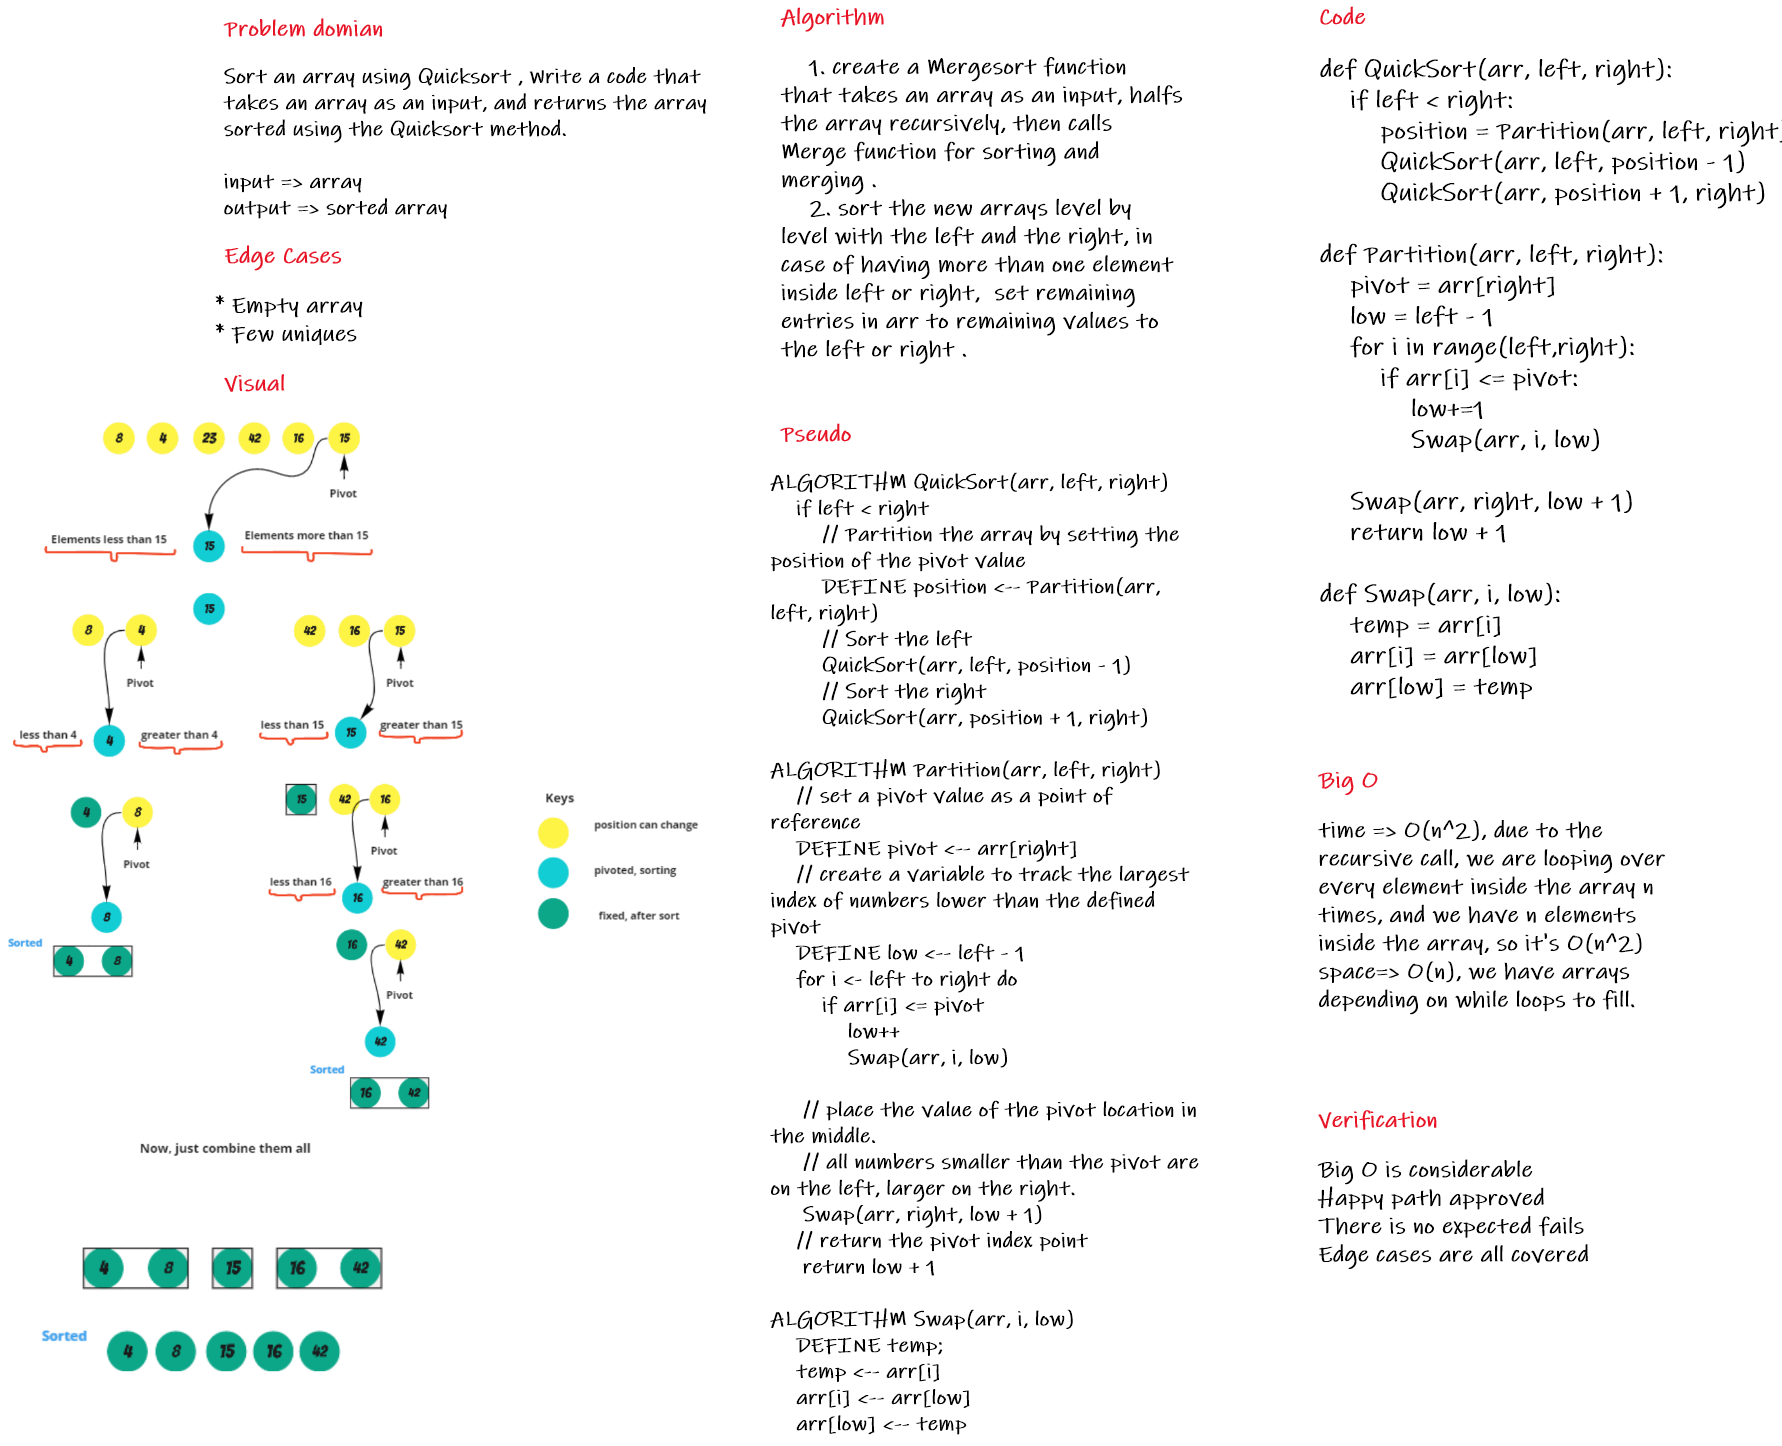 Problem domian
Sort an array using Quicksort , Write a code that
takes an array as an input, and returns the array
sorted using the Quicksort method.
input => array
output => sorted array
Edge Cases
* Empty array
* Few uniques
Visual
8 4 23 42 16 15
Pivot
Elements less than 15
15
Elements more than 15
15
8 4
Pivot
42 16 15
Pivot
less than 4
4
greater than 4
less than 15
15
greater than 15
4 8
Pivot
15 42 16
Pivot
8
less than 16
16
greater than 16
Sorted
4 8
16 42
Pivot
42
Sorted
16 42
Keys
position can change
pivoted, sorting
fixed, after sort
Now, just combine them all
4 8 15 16 42
Sorted
4 8 15 16 42
Algorithm
1. create a Mergesort function
that takes an array as an input, halfs
the array recursively, then calls
Merge function for sorting and
merging .
2. sort the new arrays level by
level with the left and the right, in
case of having more than one element
inside left or right, set remaining
entries in arr to remaining values to
the left or right .
Pseudo
ALGORITHM QuickSort(arr, left, right)
if left < right
// Partition the array by setting the
position of the pivot value
DEFINE position <-- Partition(arr,
left, right)
// Sort the left
QuickSort(arr, left, position - 1)
// Sort the right
QuickSort(arr, position + 1, right)
ALGORITHM Partition(arr, left, right)
// set a pivot value as a point of
reference
DEFINE pivot <-- arr[right]
// create a variable to track the largest
index of numbers lower than the defined
pivot
DEFINE low <-- left - 1
for i <- left to right do
if arr[i] <= pivot
low++
Swap(arr, i, low)
// place the value of the pivot location in
the middle.
// all numbers smaller than the pivot are
on the left, larger on the right.
Swap(arr, right, low + 1)
// return the pivot index point
return low + 1
ALGORITHM Swap(arr, i, low)
DEFINE temp;
temp <-- arr[i]
arr[i] <-- arr[low]
arr[low] <-- temp
Code
def QuickSort(arr, left, right):
if left < right:
position = Partition(arr, left, right)
QuickSort(arr, left, position - 1)
QuickSort(arr, position + 1, right)
def Partition(arr, left, right):
pivot = arr[right]
low = left - 1
for i in range(left,right):
if arr[i] <= pivot:
low+=1
Swap(arr, i, low)
Swap(arr, right, low + 1)
return low + 1
def Swap(arr, i, low):
temp = arr[i]
arr[i] = arr[low]
arr[low] = temp
Big O
time => O(n^2), due to the
recursive call, we are looping over
every element inside the array n
times, and we have n elements
inside the array, so it's O(n^2)
space=> O(n), we have arrays
depending on while loops to fill.
Verification
Big O is considerable
Happy path approved
There is no expected fails
Edge cases are all covered